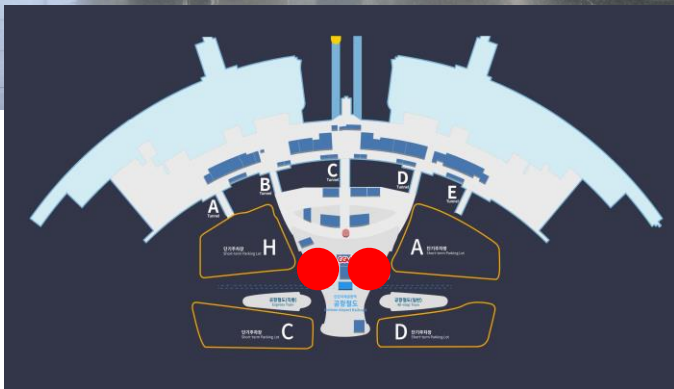 C
Tunnel
B
Tunnel
D
Tunnel
A
Tunnel
E
Tunnel
H
단기주차장
Short-term Parking Lot
A
단기주차장
Short-term Parking Lot
공항철도(직통)
Express Train
공항철도
공항철도(일반)
All Stop Train
단기주차장
Short-term Parking Lot
C
D
단기주차장
Short-term Parking Lot